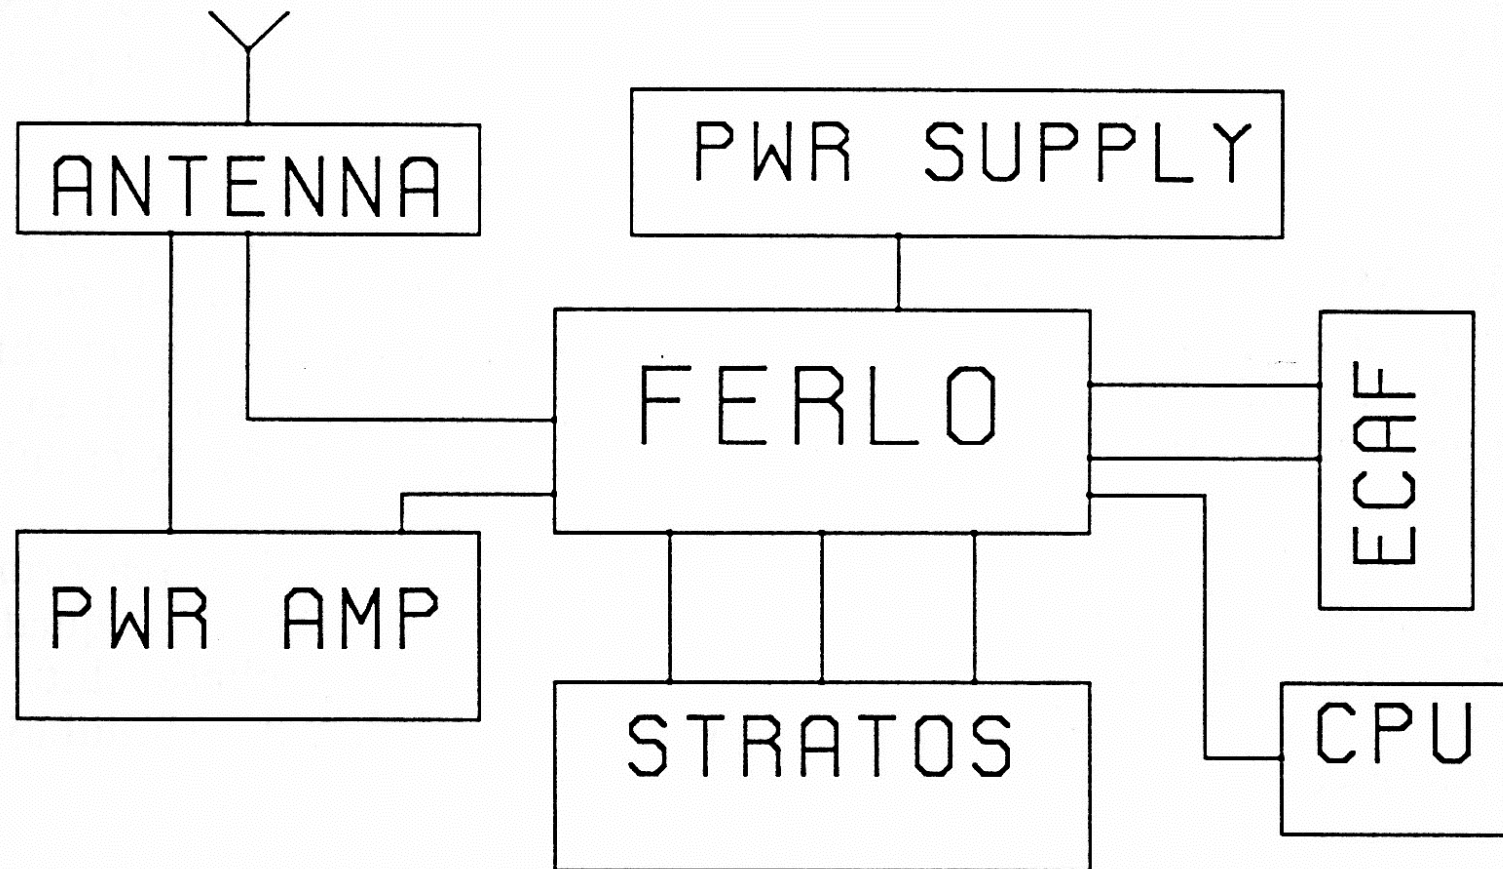 ANTENNA
PWR SUPPLY
FERLO
ECAF
PWR AMP
STRATOS
CPU